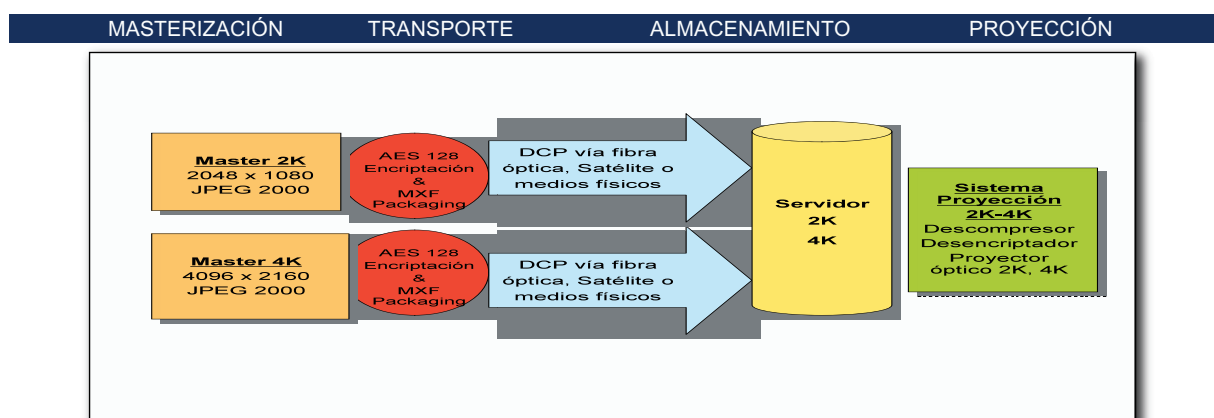 MASTERIZACIÓN
TRANSPORTE
ALMACENAMIENTO
PROYECCIÓN
Master 2K
2048 x 1080
JPEG 2000
AES 128
Encriptación
&
MXF
Packaging
DCP vía fibra
óptica, Satélite o
medios físicos
Master 4K
4096 x 2160
JPEG 2000
AES 128
Encriptación
&
MXF
Packaging
DCP vía fibra
óptica, Satélite o
medios físicos
Servidor
2K
4K
Sistema
Proyección
2K-4K
Descompresor
Desencriptador
Proyector
óptico 2K, 4K